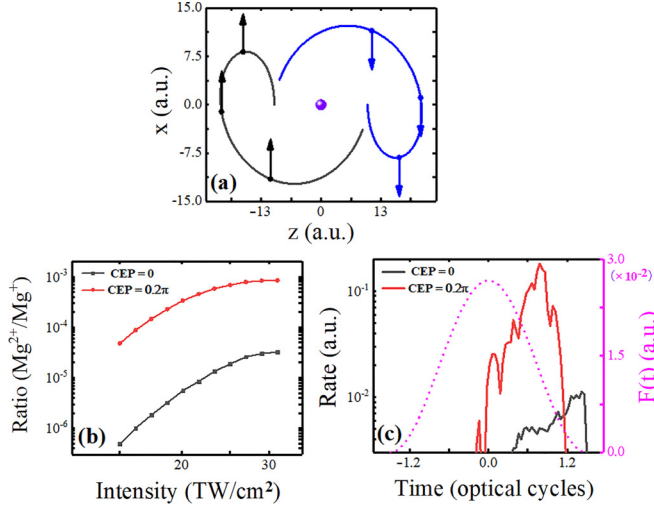 15.0
7.5
0.0
-7.5
-15.0
x (a.u.)
(a)
-13
0
13
z (a.u.)
CEP = 0
CEP = 0.2π
10⁻³
10⁻⁴
10⁻⁵
10⁻⁶
Ratio (Mg²⁺/Mg⁺)
(b)
20
30
Intensity (TW/cm²)
CEP = 0
CEP = 0.2π
10⁻¹
10⁻²
Rate (a.u.)
(c)
-1.2
0.0
1.2
Time (optical cycles)
3.0
(×10⁻²)
1.5
0.0
F(t) (a.u.)